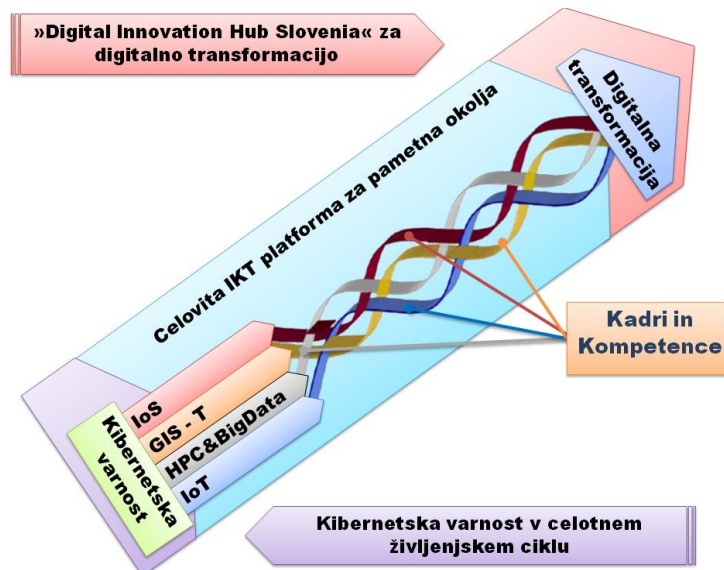 »Digital Innovation Hub Slovenia« za
digitalno transformacijo
Digitalna
transformacija
Celovita IKT platforma za pametna okolja
Kadri in
Kompetence
IoS
GIS - T
HPC&BigData
IoT
Kibernetska
varnost
Kibernetska varnost v celotnem
življenjskem ciklu